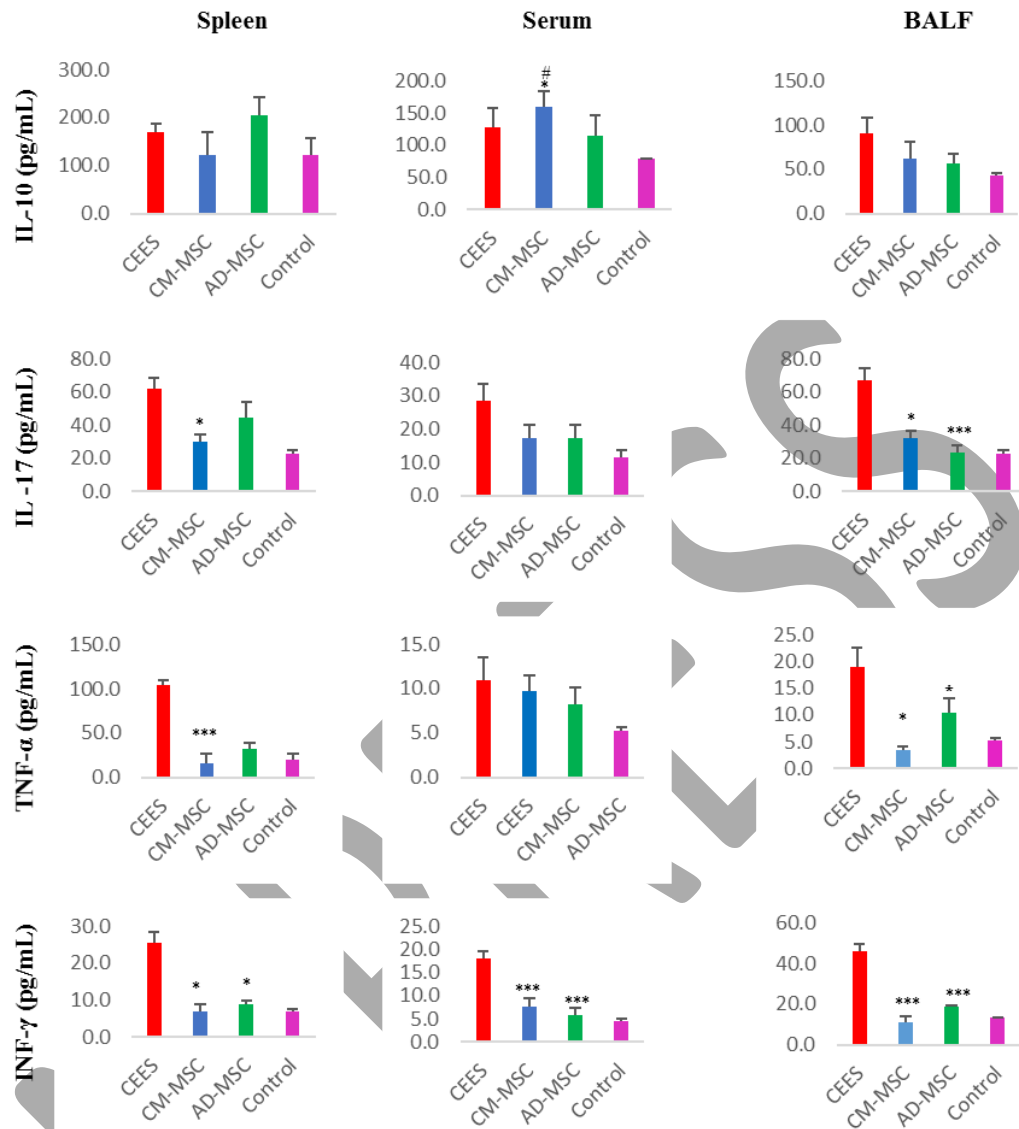 Spleen
Serum
BALF
IL-10 (pg/mL)
300.0
200.0
100.0
0.0
CEES
CM-MSC
AD-MSC
Control
200.0
150.0
100.0
50.0
0.0
#
*
CEES
CM-MSC
AD-MSC
Control
150.0
100.0
50.0
0.0
CEES
CM-MSC
AD-MSC
Control
IL -17 (pg/mL)
80.0
60.0
40.0
20.0
0.0
*
CEES
CM-MSC
AD-MSC
Control
40.0
30.0
20.0
10.0
0.0
CEES
CM-MSC
AD-MSC
Control
80.0
60.0
40.0
20.0
0.0
*
***
CEES
CM-MSC
AD-MSC
Control
TNF-α (pg/mL)
150.0
100.0
50.0
0.0
***
CEES
CM-MSC
AD-MSC
Control
15.0
10.0
5.0
0.0
CEES
CEES
CM-MSC
AD-MSC
25.0
20.0
15.0
10.0
5.0
0.0
*
*
CEES
CM-MSC
AD-MSC
Control
INF-γ (pg/mL)
30.0
20.0
10.0
0.0
*
*
CEES
CM-MSC
AD-MSC
Control
25.0
20.0
15.0
10.0
5.0
0.0
***
***
CEES
CM-MSC
AD-MSC
Control
60.0
40.0
20.0
0.0
***
***
CEES
CM-MSC
AD-MSC
Control